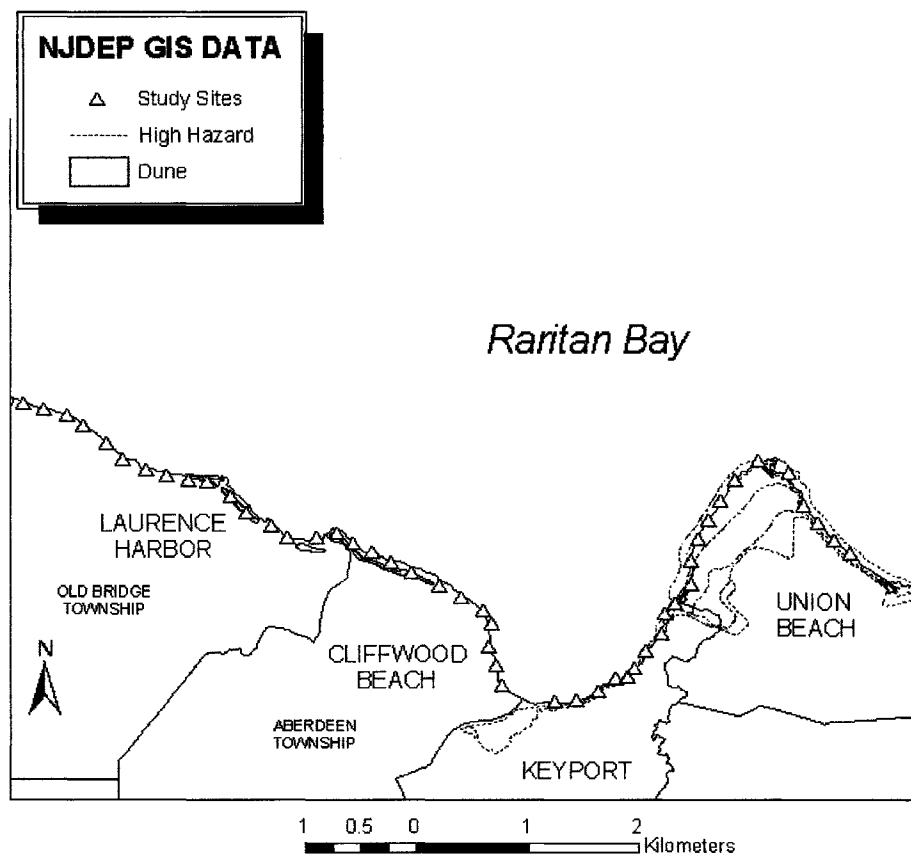 NJDEP GIS DATA
Study Sites
High Hazard
Dune
Raritan Bay
LAURENCE
HARBOR
OLD BRIDGE
TOWNSHIP
UNION
BEACH
N
CLIFFWOOD
BEACH
ABERDEEN
TOWNSHIP
KEYPORT
1 0.5 0 1 2
Kilometers